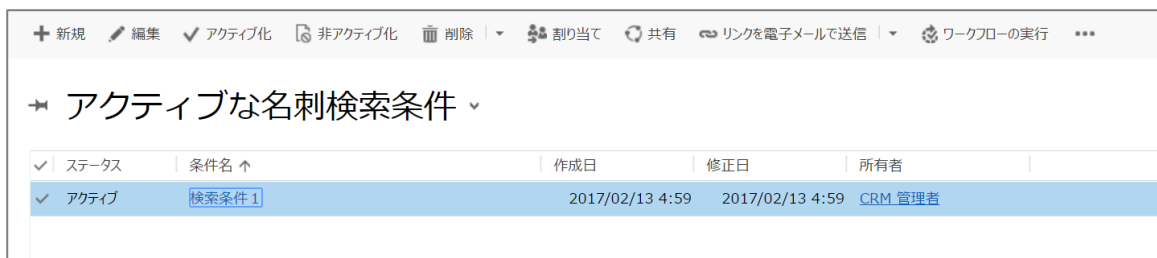 新規 編集 アクティブ化 非アクティブ化 削除 割り当て 共有 リンクを電子メールで送信 ワークフローの実行
アクティブな名刺検索条件
ステータス 条件名 作成日 修正日 所有者
アクティブ 検索条件 1 2017/02/13 4:59 2017/02/13 4:59 CRM 管理者